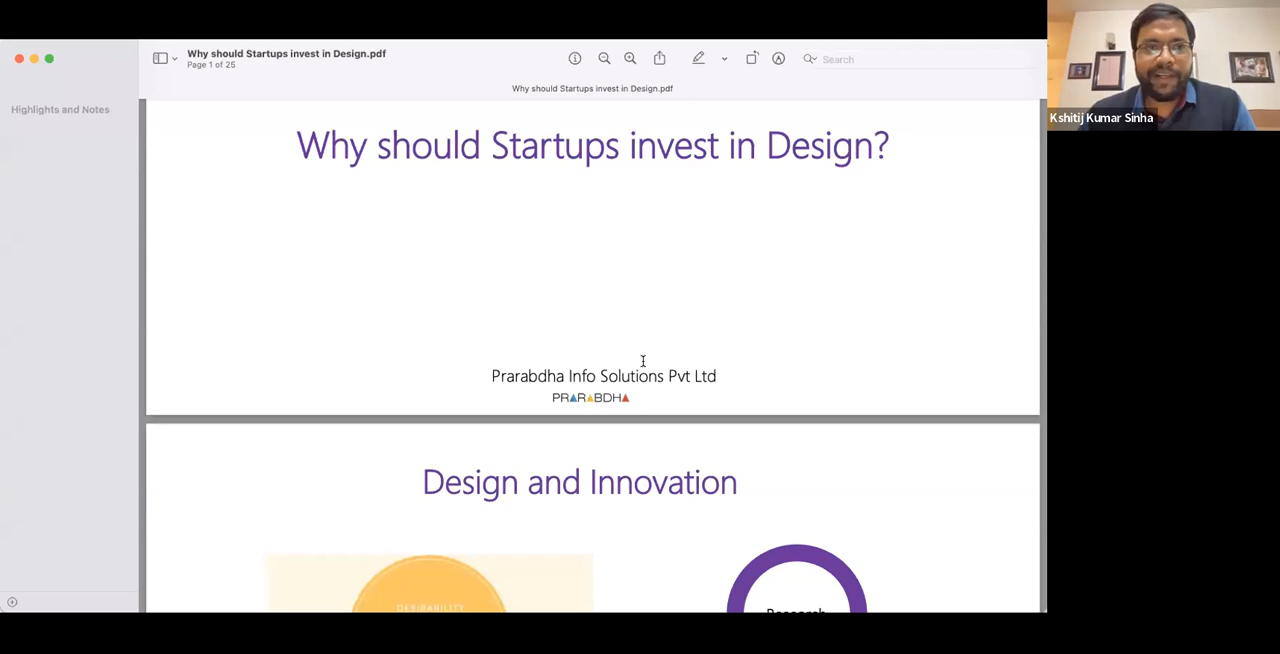 Why should Startups invest in Design.pdf
Page 1 of 25
Search
Why should Startups invest in Design.pdf
Highlights and Notes
Kshitij Kumar Sinha
Why should Startups invest in Design?
Prarabdha Info Solutions Pvt Ltd
PRARABDHA
Design and Innovation
DESIRABILITY
Research